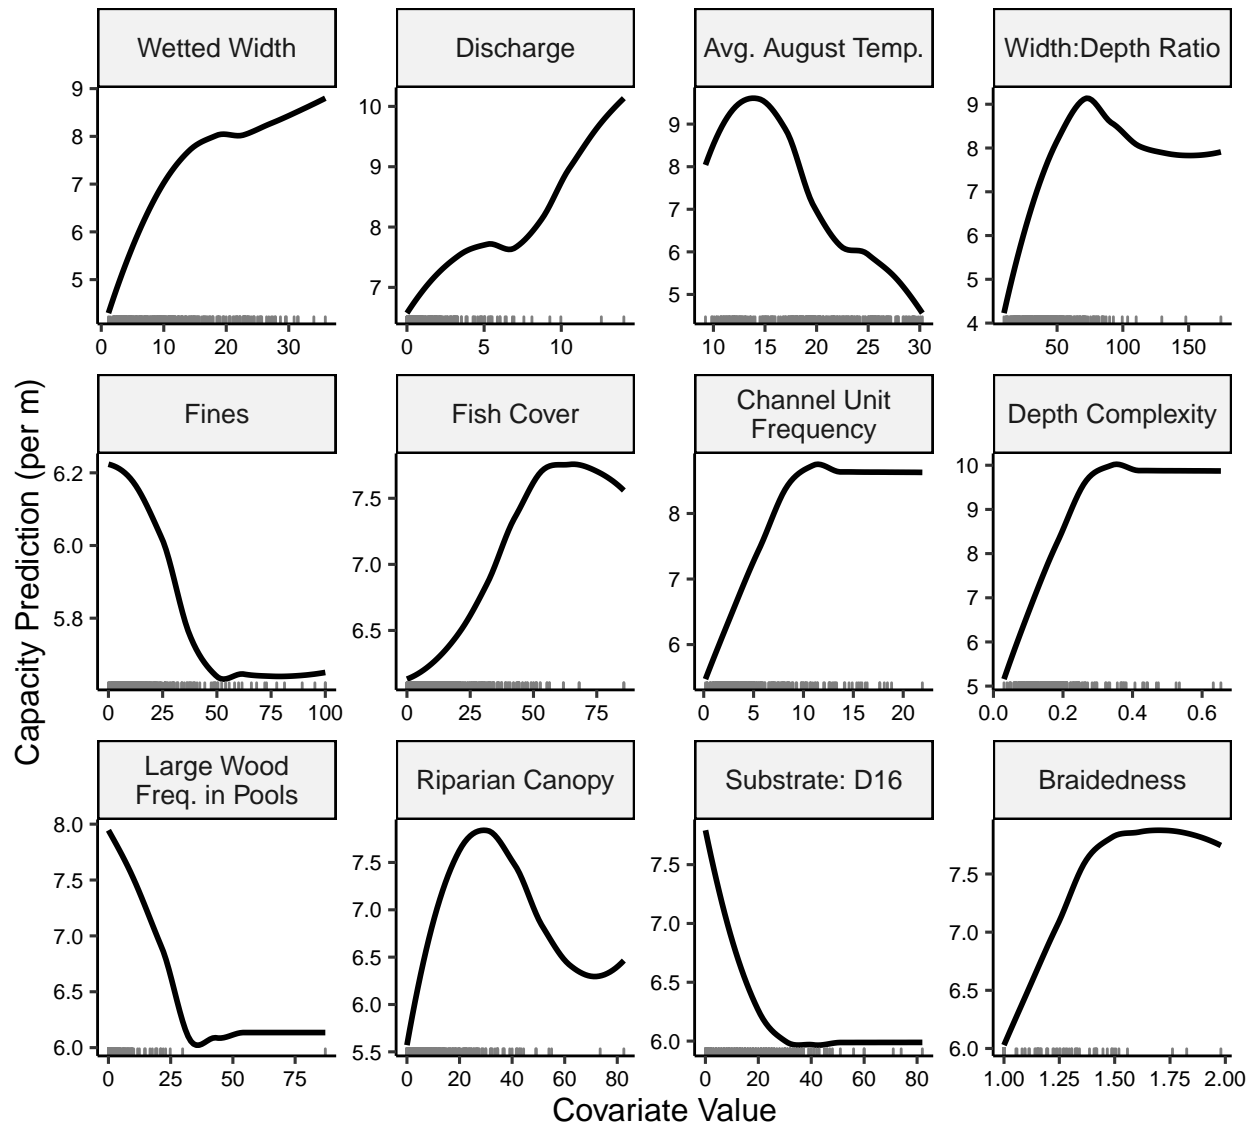 Wetted Width
Discharge
Avg. August Temp.
Width:Depth Ratio
9
8
7
6
5
0 10 20 30
10
9
8
7
0 5 10
9
8
7
6
5
10 15 20 25 30
9
8
7
6
5
4
50 100 150
Capacity Prediction (per m)
Fines
Fish Cover
Channel Unit
Frequency
Depth Complexity
6.2
6.0
5.8
0 25 50 75 100
7.5
7.0
6.5
0 25 50 75
8
7
6
0 5 10 15 20
10
9
8
7
6
5
0.0 0.2 0.4 0.6
Large Wood
Freq. in Pools
Riparian Canopy
Substrate: D16
Braidedness
8.0
7.5
7.0
6.5
6.0
0 25 50 75
7.5
7.0
6.5
6.0
5.5
0 20 40 60 80
7.5
7.0
6.5
6.0
0 20 40 60 80
7.5
7.0
6.5
6.0
1.00 1.25 1.50 1.75 2.00
Covariate Value